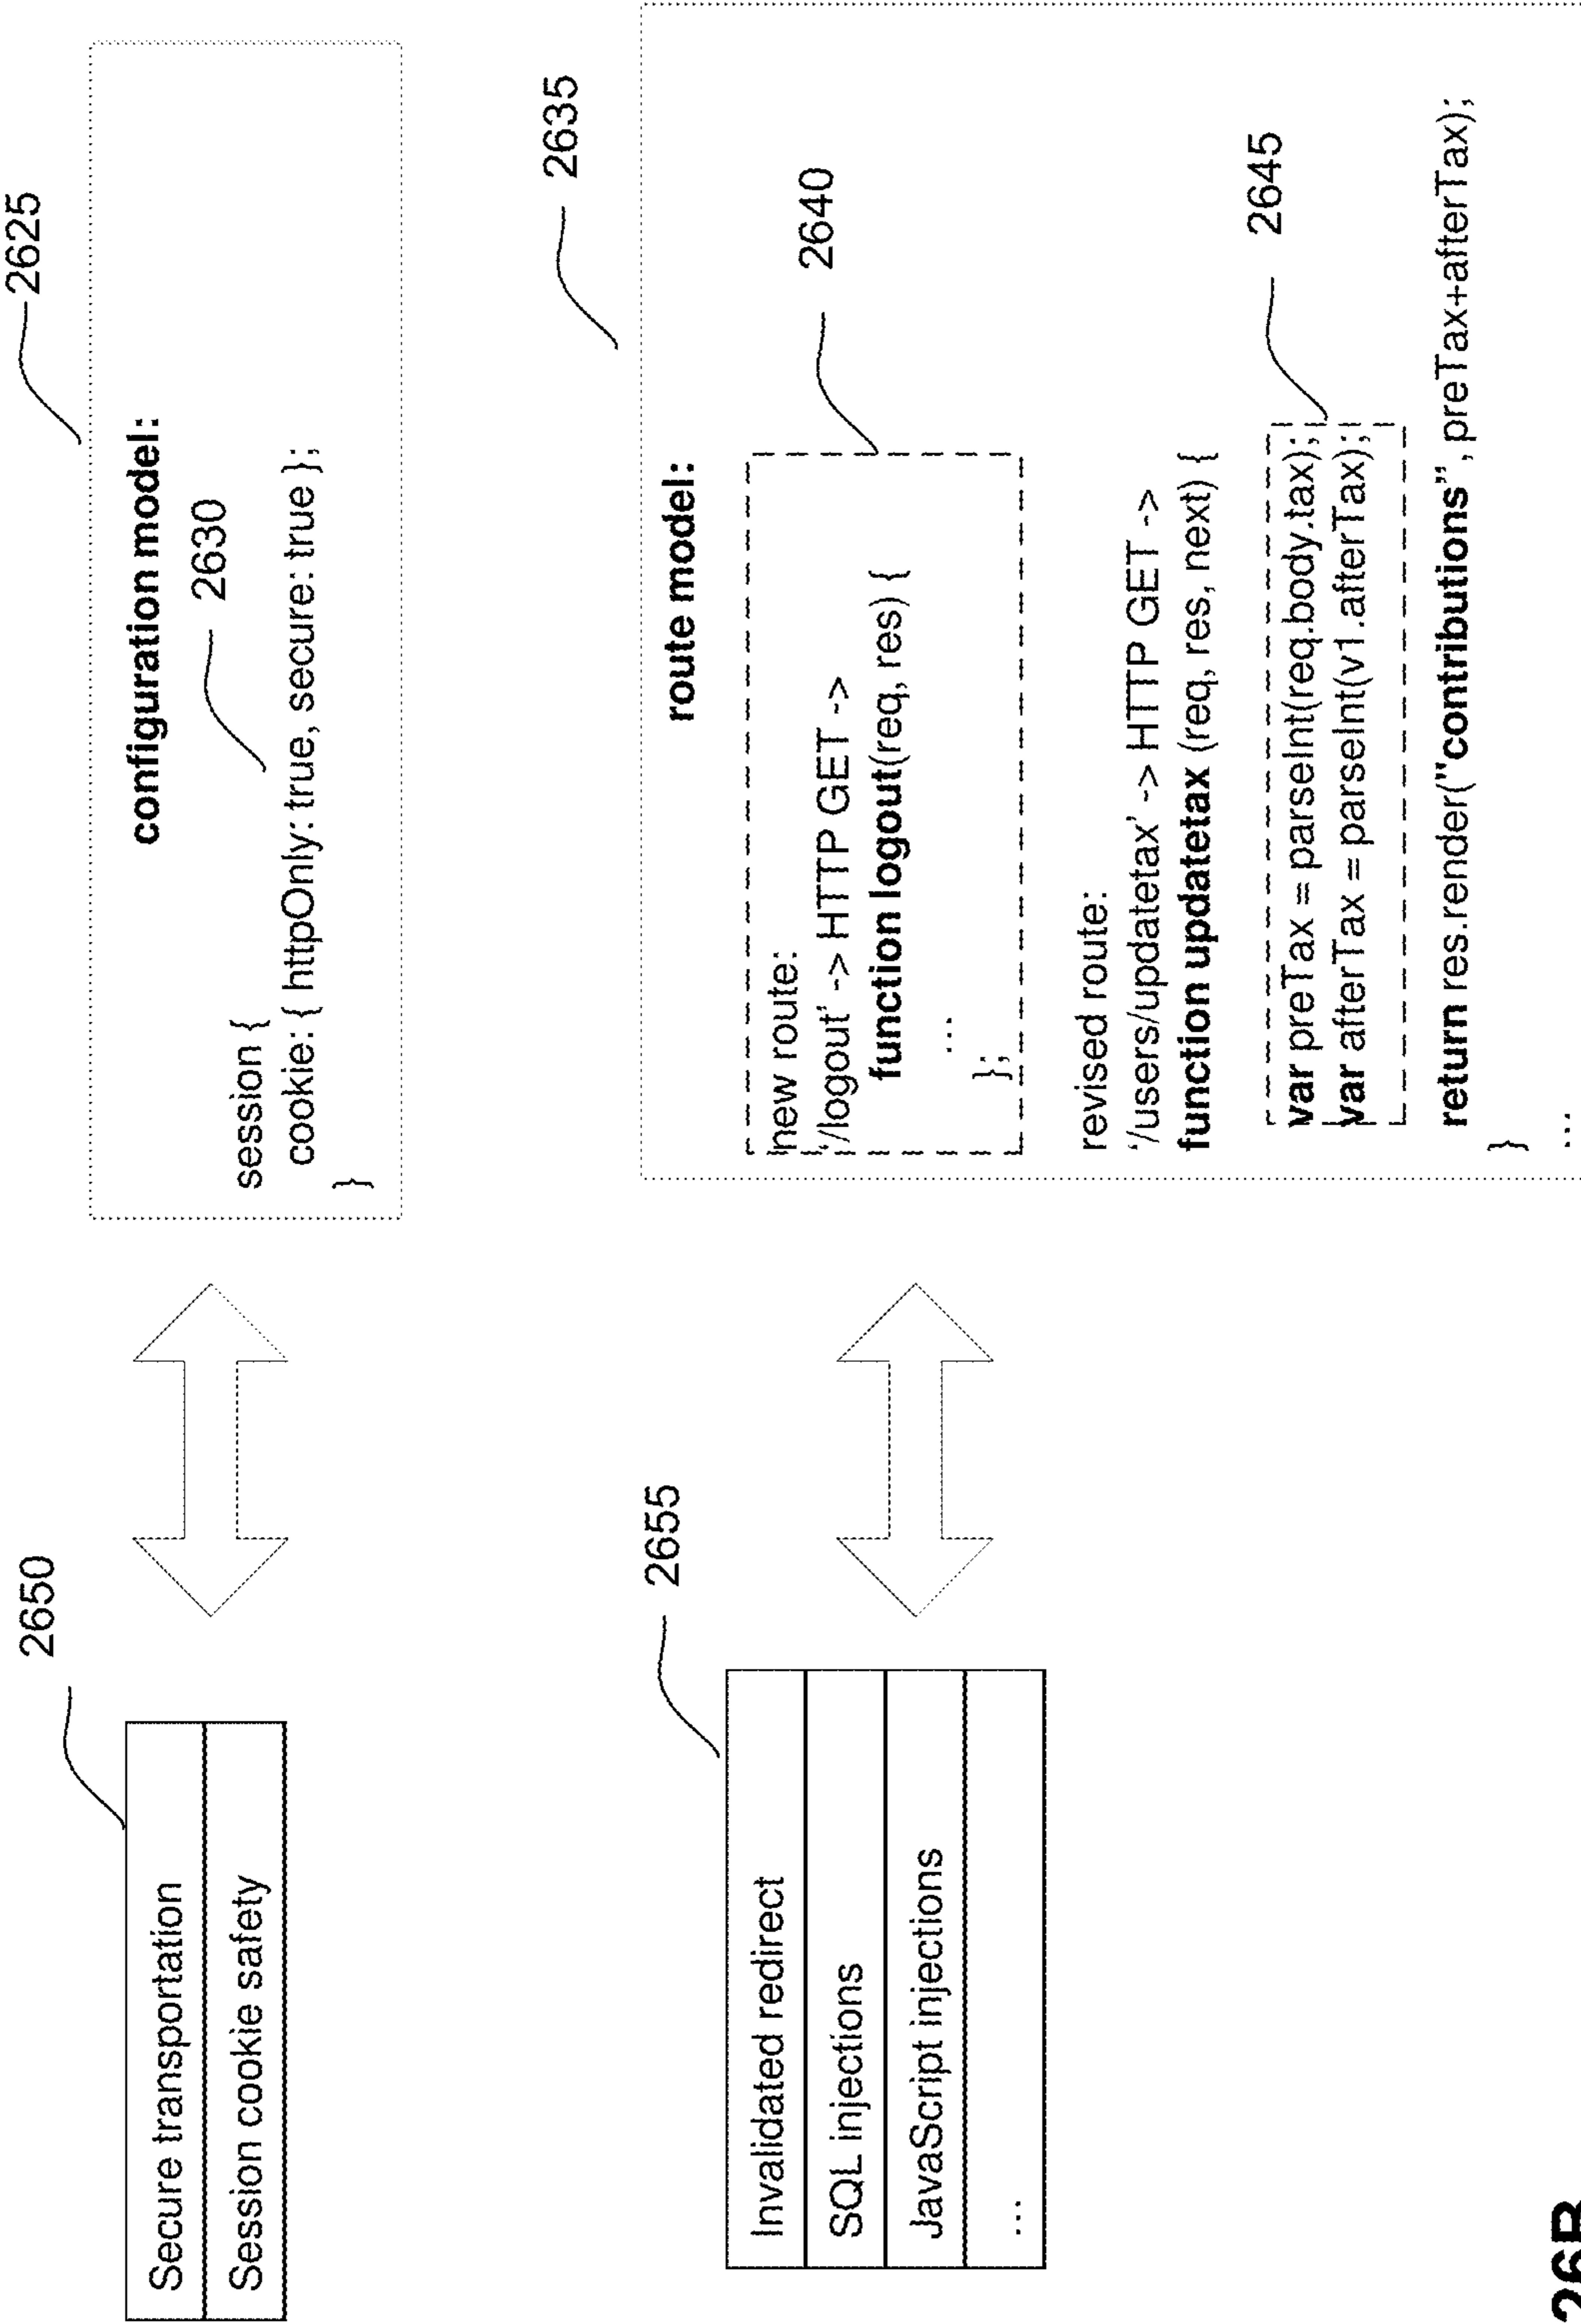 2650
Secure transportation
Session cookie safety
2625
configuration model:
2630
session {
cookie: { httpOnly: true, secure: true };
}
2655
Invalidated redirect
SQL injections
JavaScript injections
...
2635
route model:
new route:
'/logout' -> HTTP GET ->
function logout(req, res) {
...
};
2640
revised route:
'/users/updatetax' -> HTTP GET ->
function updatetax (req, res, next) {
var preTax = parseInt(req.body.tax);
var afterTax = parseInt(v1.afterTax);
2645
return res.render("contributions", preTax+afterTax);
}
...
26B